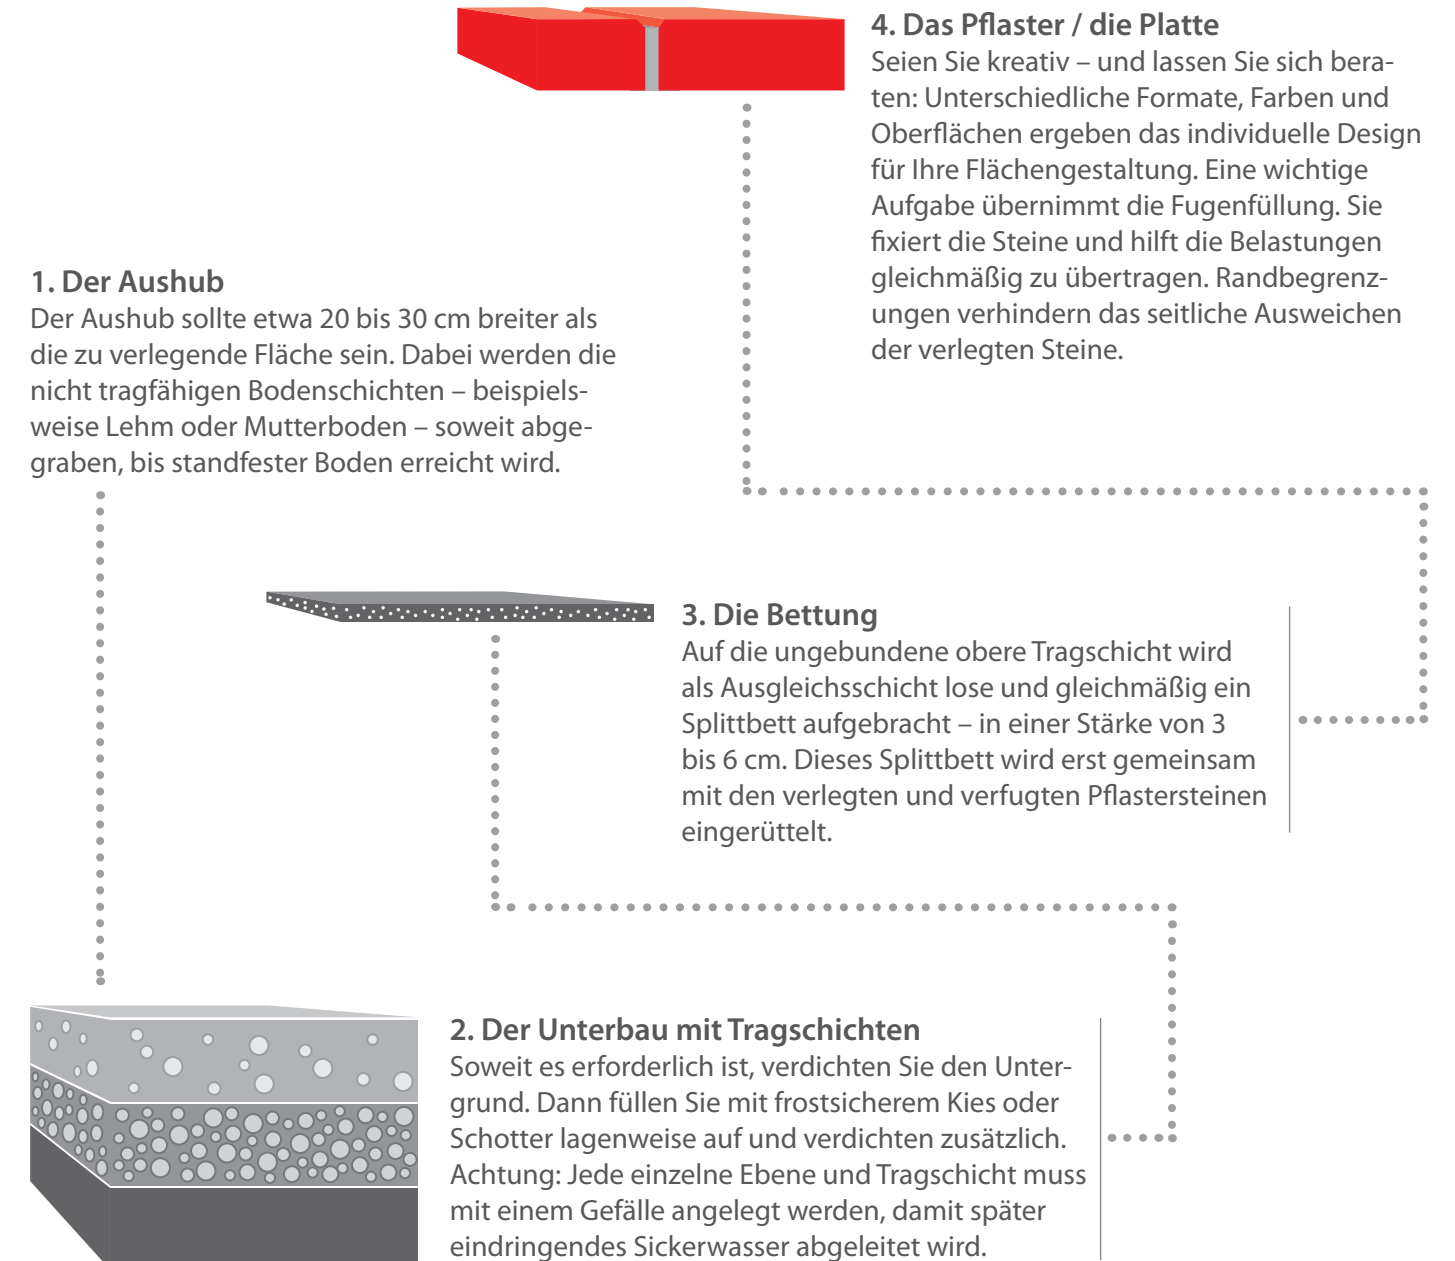 4. Das Pflaster / die Platte
Seien Sie kreativ – und lassen Sie sich bera-
ten: Unterschiedliche Formate, Farben und
Oberflächen ergeben das individuelle Design
für Ihre Flächengestaltung. Eine wichtige
Aufgabe übernimmt die Fugenfüllung. Sie
fixiert die Steine und hilft die Belastungen
gleichmäßig zu übertragen. Randbegrenz-
ungen verhindern das seitliche Ausweichen
der verlegten Steine.
1. Der Aushub
Der Aushub sollte etwa 20 bis 30 cm breiter als
die zu verlegende Fläche sein. Dabei werden die
nicht tragfähigen Bodenschichten – beispiels-
weise Lehm oder Mutterboden – soweit abge-
graben, bis standfester Boden erreicht wird.
3. Die Bettung
Auf die ungebundene obere Tragschicht wird
als Ausgleichsschicht lose und gleichmäßig ein
Splittbett aufgebracht – in einer Stärke von 3
bis 6 cm. Dieses Splittbett wird erst gemeinsam
mit den verlegten und verfugten Pflastersteinen
eingerüttelt.
2. Der Unterbau mit Tragschichten
Soweit es erforderlich ist, verdichten Sie den Unter-
grund. Dann füllen Sie mit frostsicherem Kies oder
Schotter lagenweise auf und verdichten zusätzlich.
Achtung: Jede einzelne Ebene und Tragschicht muss
mit einem Gefälle angelegt werden, damit später
eindringendes Sickerwasser abgeleitet wird.